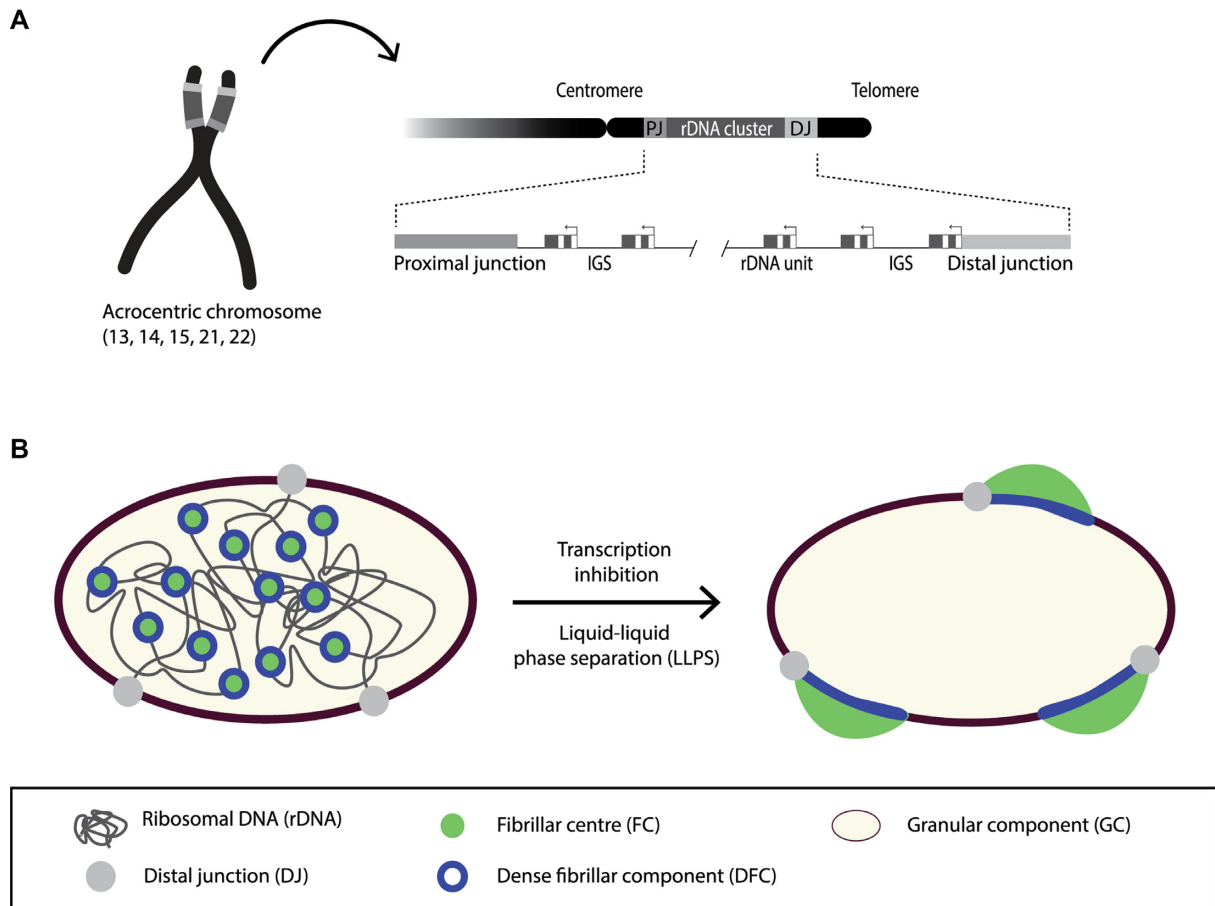 A
Centromere
Telomere
PJ
rDNA cluster
DJ
Proximal junction
IGS
rDNA unit
IGS
Distal junction
Acrocentric chromosome
(13, 14, 15, 21, 22)
B
Transcription
inhibition
Liquid-liquid
phase separation (LLPS)
Ribosomal DNA (rDNA)
Fibrillar centre (FC)
Granular component (GC)
Distal junction (DJ)
Dense fibrillar component (DFC)